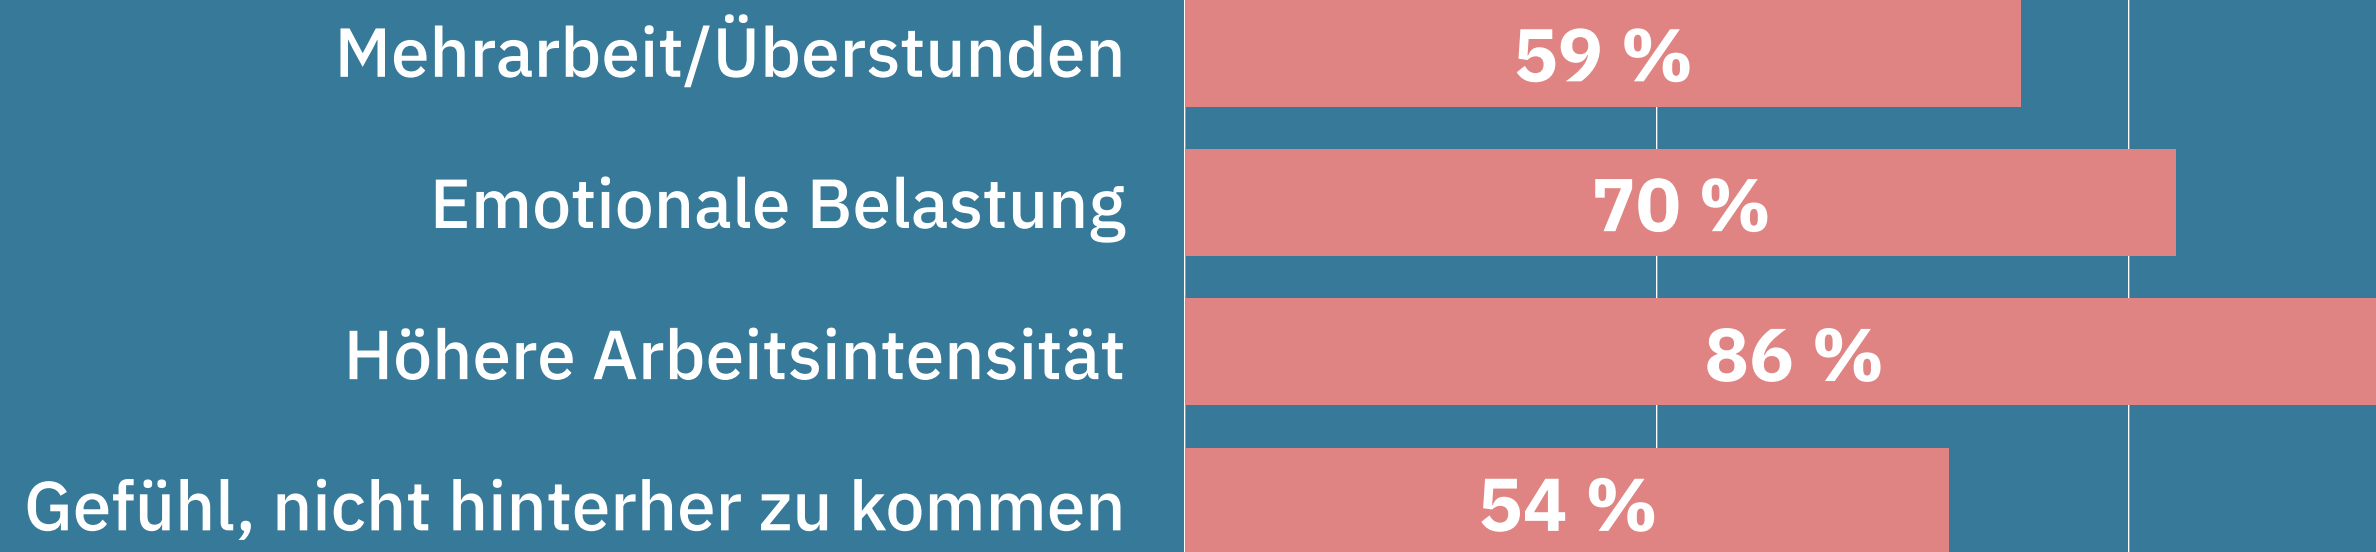 Mehrarbeit/Überstunden 59 %
Emotionale Belastung 70 %
Höhere Arbeitsintensität 86 %
Gefühl, nicht hinterher zu kommen 54 %